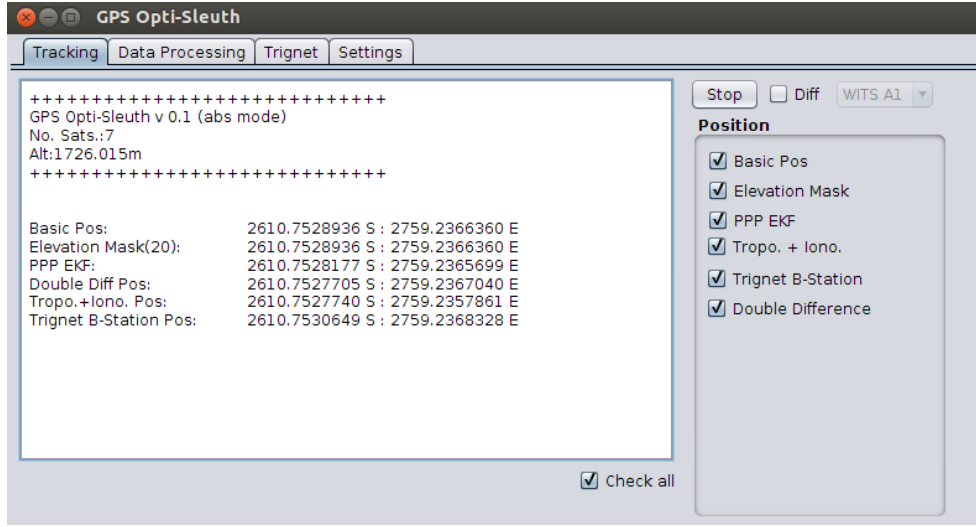 GPS Opti-Sleuth
Tracking Data Processing Trignet Settings
++++++++++++++++++++++++++++++
GPS Opti-Sleuth v 0.1 (abs mode)
No. Sats.:7
Alt:1726.015m
++++++++++++++++++++++++++++++
Basic Pos: 2610.7528936 S : 2759.2366360 E
Elevation Mask(20): 2610.7528936 S : 2759.2366360 E
PPP EKF: 2610.7528177 S : 2759.2365699 E
Double Diff Pos: 2610.7527705 S : 2759.2367040 E
Tropo.+Iono. Pos: 2610.7527740 S : 2759.2357861 E
Trignet B-Station Pos: 2610.7530649 S : 2759.2368328 E
Check all
Stop Diff WITS A1
Position
Basic Pos
Elevation Mask
PPP EKF
Tropo. + Iono.
Trignet B-Station
Double Difference